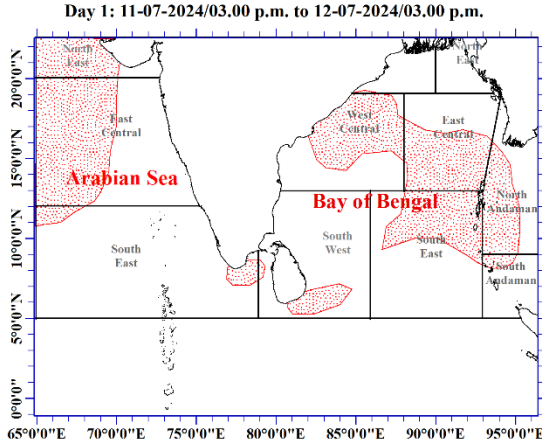 Day 1: 11-07-2024/03.00 p.m. to 12-07-2024/03.00 p.m.
North
East
North
East
20°0'0"N
East
Central
West
Central
East
Central
15°0'0"N
Arabian Sea
Bay of Bengal
North
Andaman
10°0'0"N
South
East
South
West
South
East
South
Andaman
5°0'0"N
0°0'0"
65°0'0"E 70°0'0"E 75°0'0"E 80°0'0"E 85°0'0"E 90°0'0"E 95°0'0"E